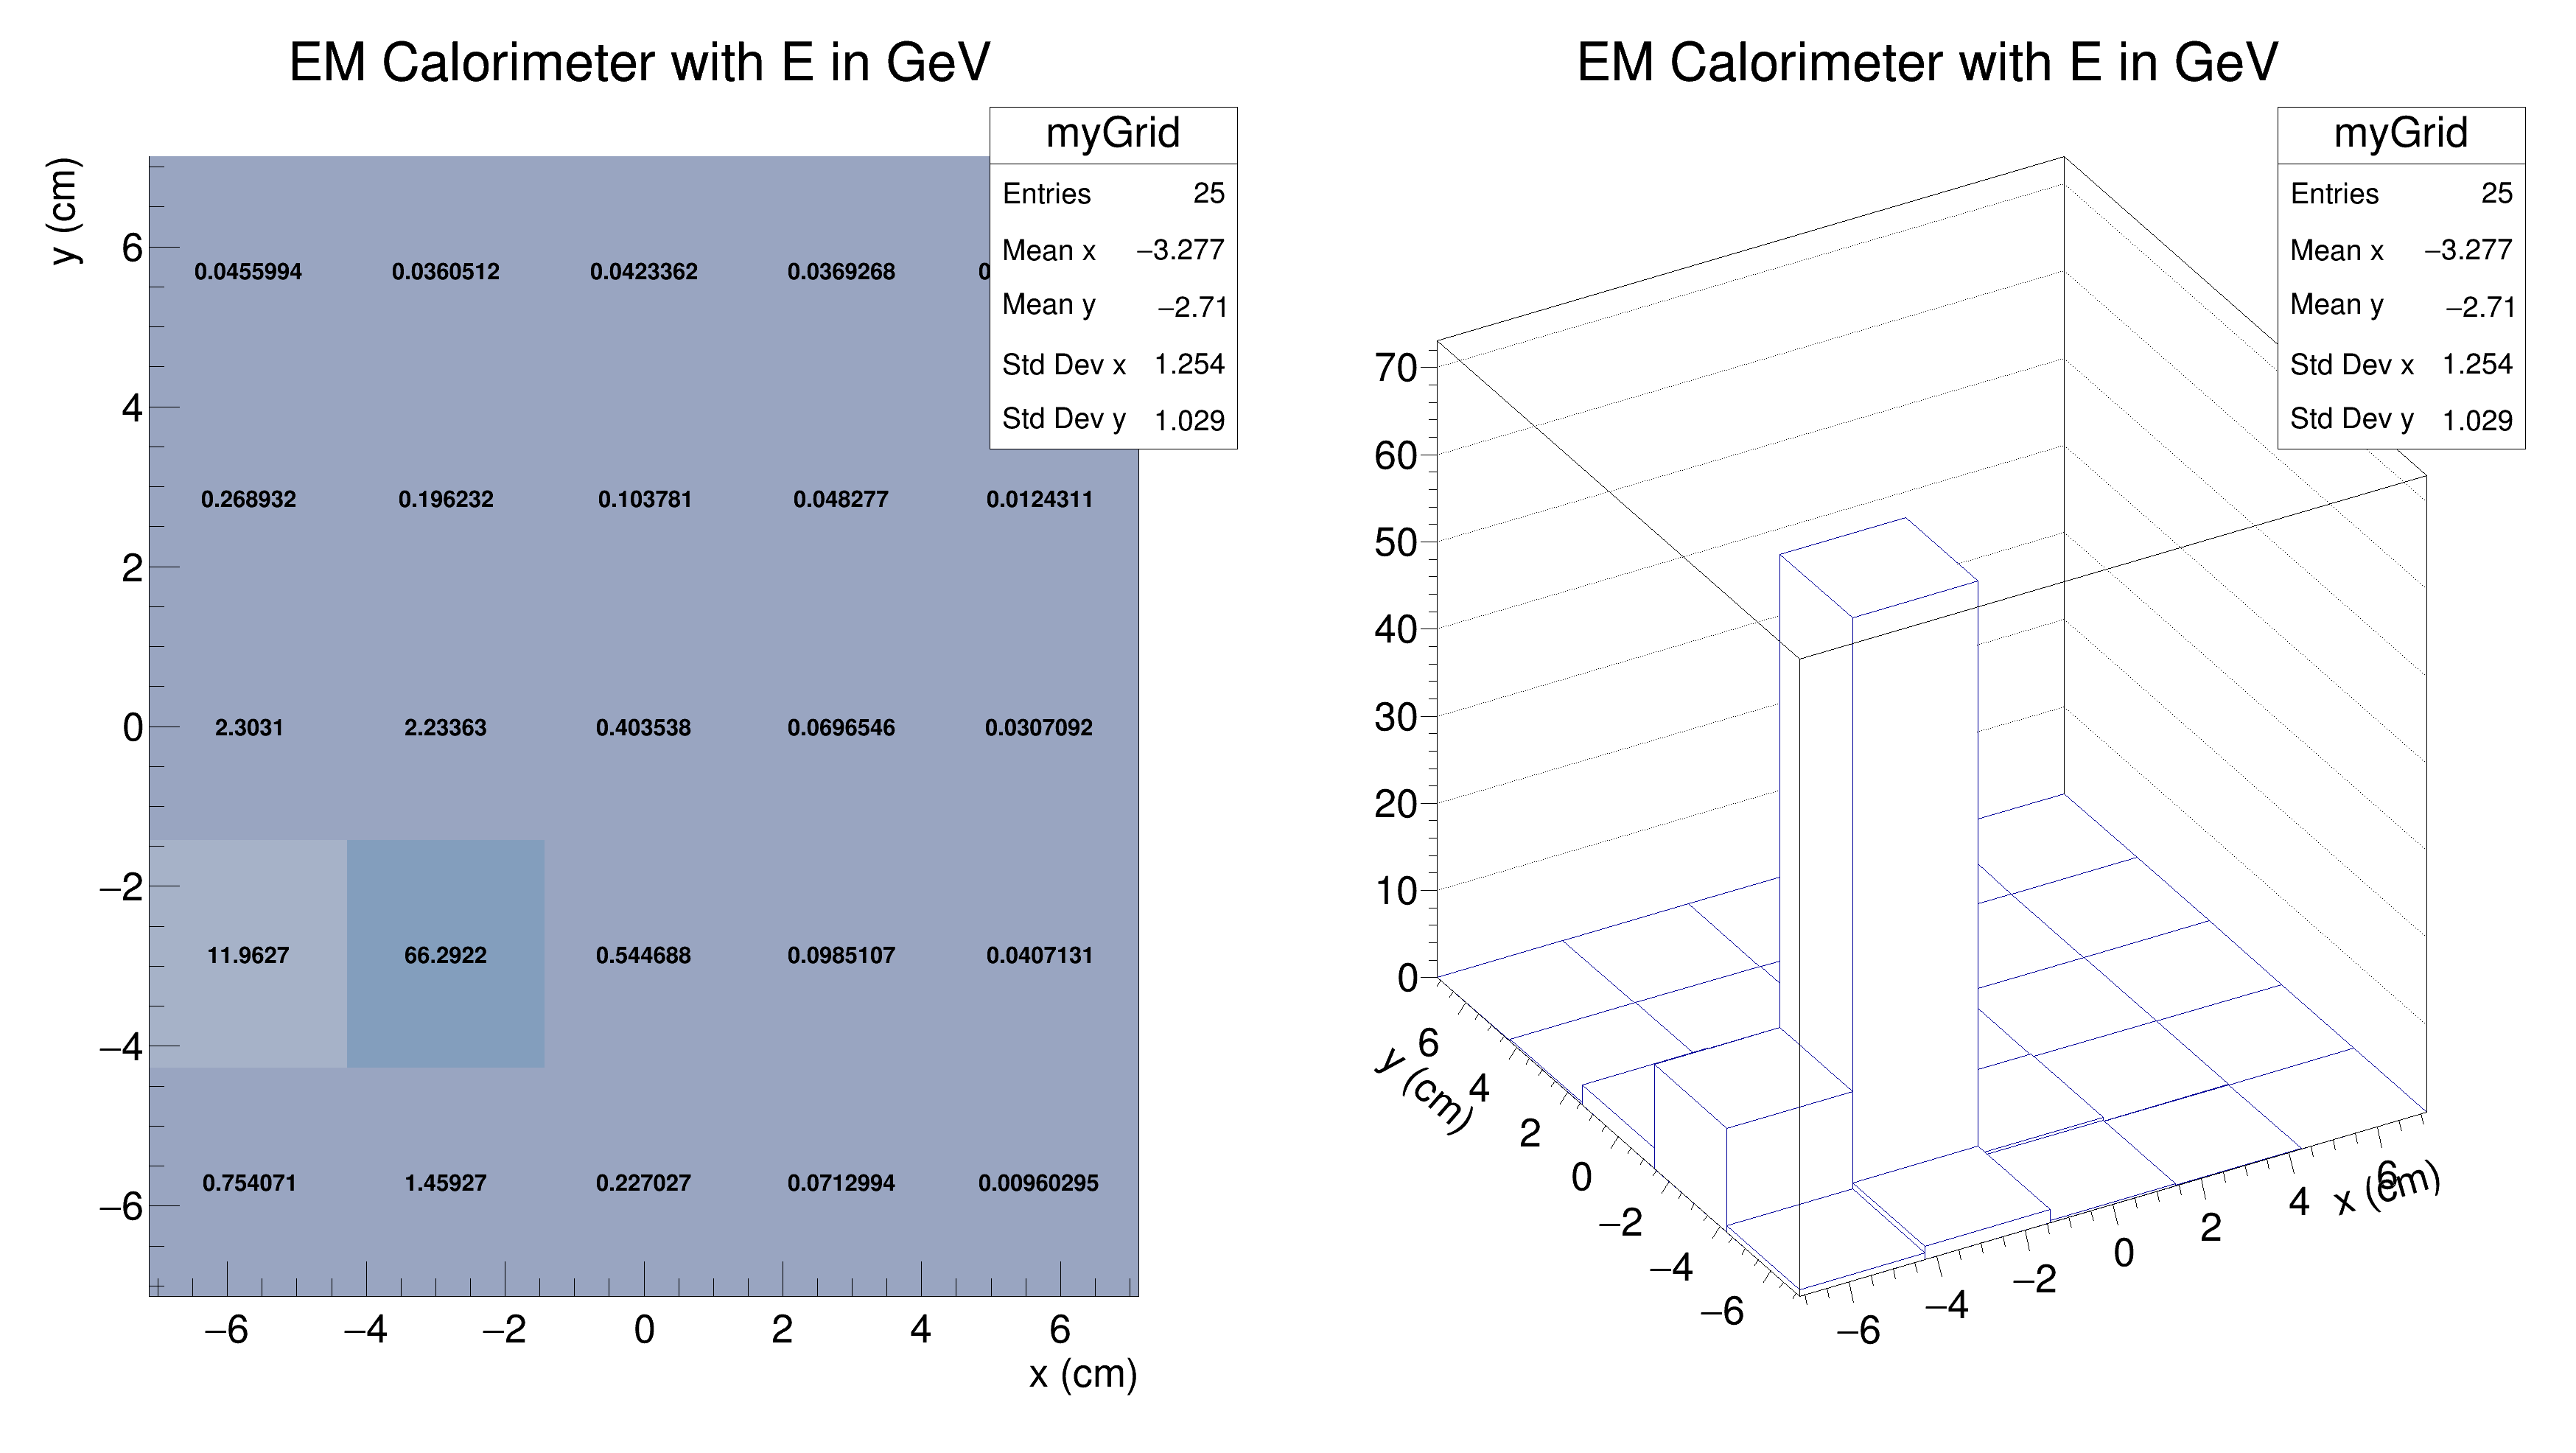 EM Calorimeter with E in GeV
myGrid
Entries 25
Mean x −3.277
Mean y −2.71
Std Dev x 1.254
Std Dev y 1.029
y (cm)
6
4
2
0
−2
−4
−6
0.0455994 0.0360512 0.0423362 0.0369268
0.268932 0.196232 0.103781 0.048277 0.0124311
2.3031 2.23363 0.403538 0.0696546 0.0307092
11.9627 66.2922 0.544688 0.0985107 0.0407131
0.754071 1.45927 0.227027 0.0712994 0.00960295
−6 −4 −2 0 2 4 6
x (cm)
EM Calorimeter with E in GeV
myGrid
Entries 25
Mean x −3.277
Mean y −2.71
Std Dev x 1.254
Std Dev y 1.029
70
60
50
40
30
20
10
0
6
4
2
0
−2
−4
−6
y (cm)
−6
−4
−2
0
2
4
6
x (cm)